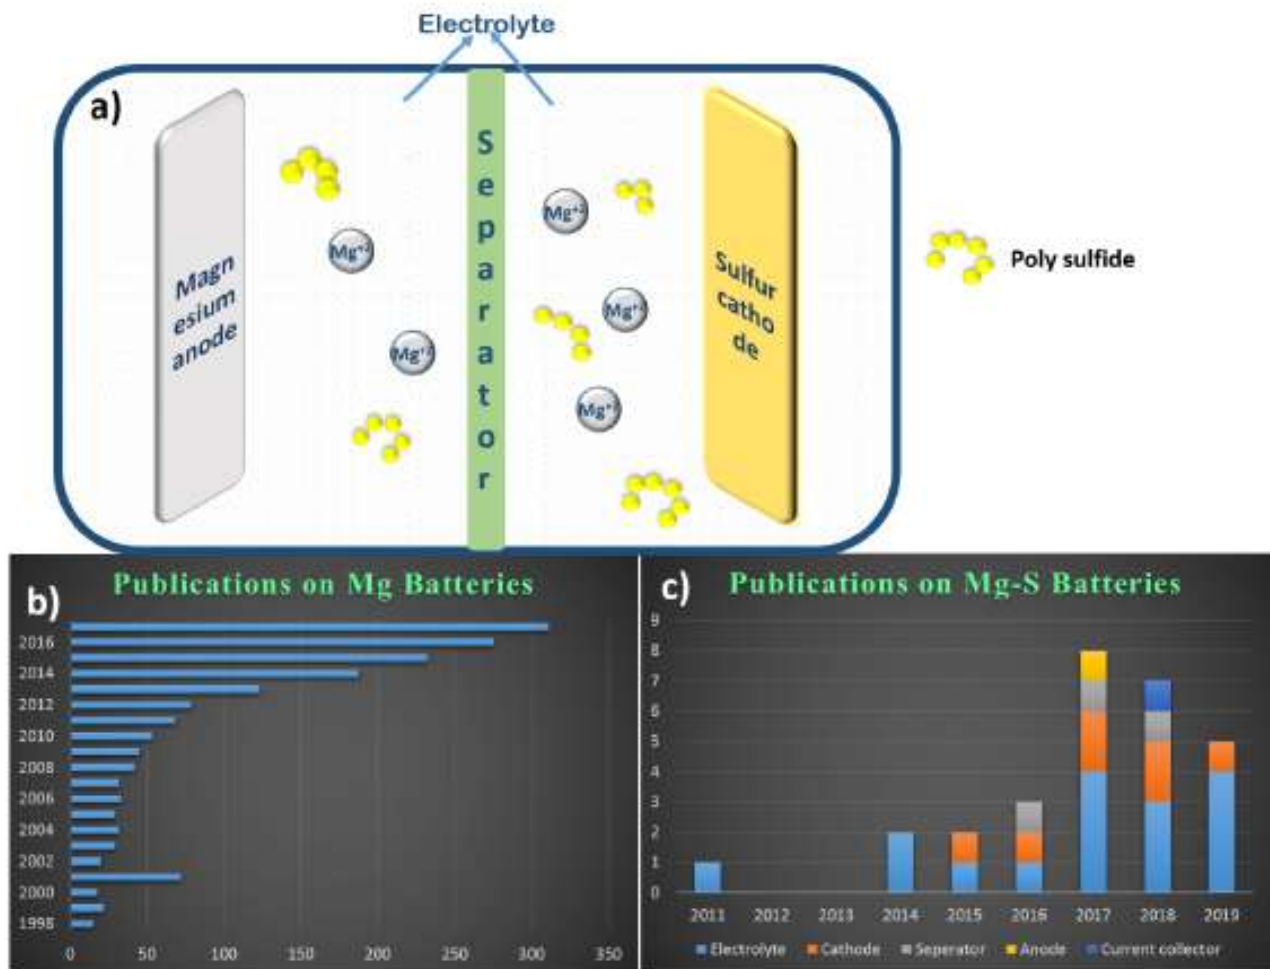 Electrolyte
a)
Separator
Magn
esium
anode
Mg+2
Mg+2
Mg+2
Mg+2
Mg+2
Sulfur
catho
de
Poly sulfide
b)
Publications on Mg Batteries
2016
2014
2012
2010
2008
2006
2004
2002
2000
1998
0 50 100 150 200 250 300 350
c)
Publications on Mg-S Batteries
9
8
7
6
5
4
3
2
1
0
2011 2012 2013 2014 2015 2016 2017 2018 2019
Electrolyte Cathode Seperator Anode Current collector